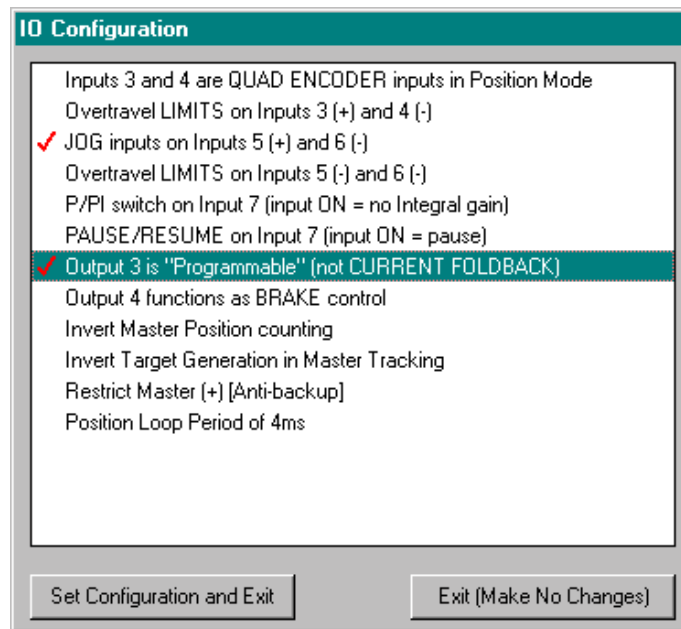 IO Configuration
Inputs 3 and 4 are QUAD ENCODER inputs in Position Mode
Overtravel LIMITS on Inputs 3 (+) and 4 (-)
JOG inputs on Inputs 5 (+) and 6 (-)
Overtravel LIMITS on Inputs 5 (-) and 6 (-)
P/PI switch on Input 7 (input ON = no Integral gain)
PAUSE/RESUME on Input 7 (input ON = pause)
Output 3 is "Programmable" (not CURRENT FOLDBACK)
Output 4 functions as BRAKE control
Invert Master Position counting
Invert Target Generation in Master Tracking
Restrict Master (+) [Anti-backup]
Position Loop Period of 4ms
Set Configuration and Exit
Exit (Make No Changes)